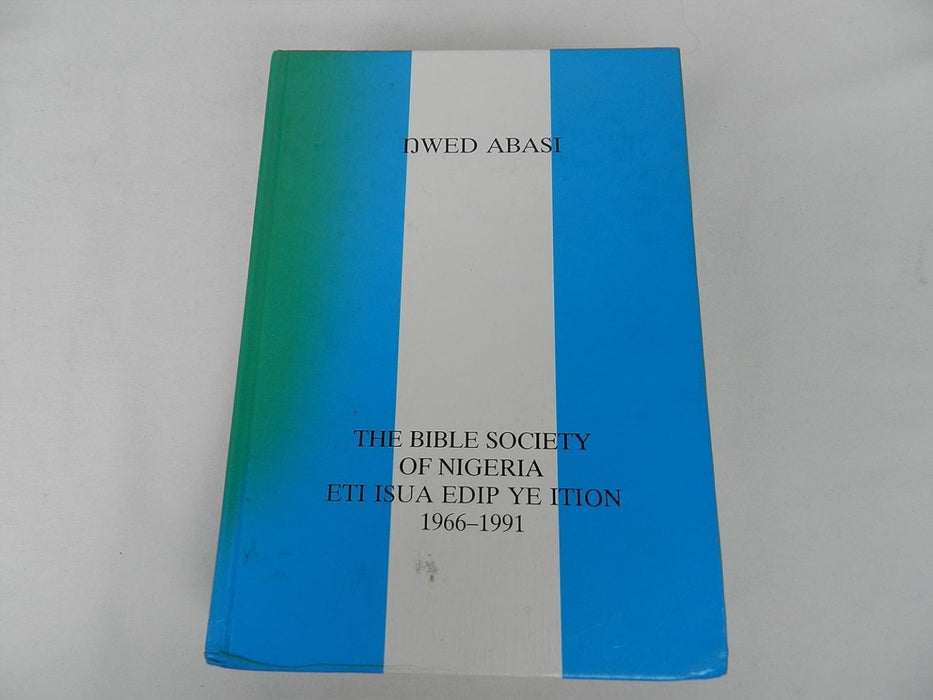 ŊWED ABASI
THE BIBLE SOCIETY
OF NIGERIA
ETI ISUA EDIP YE ITION
1966–1991